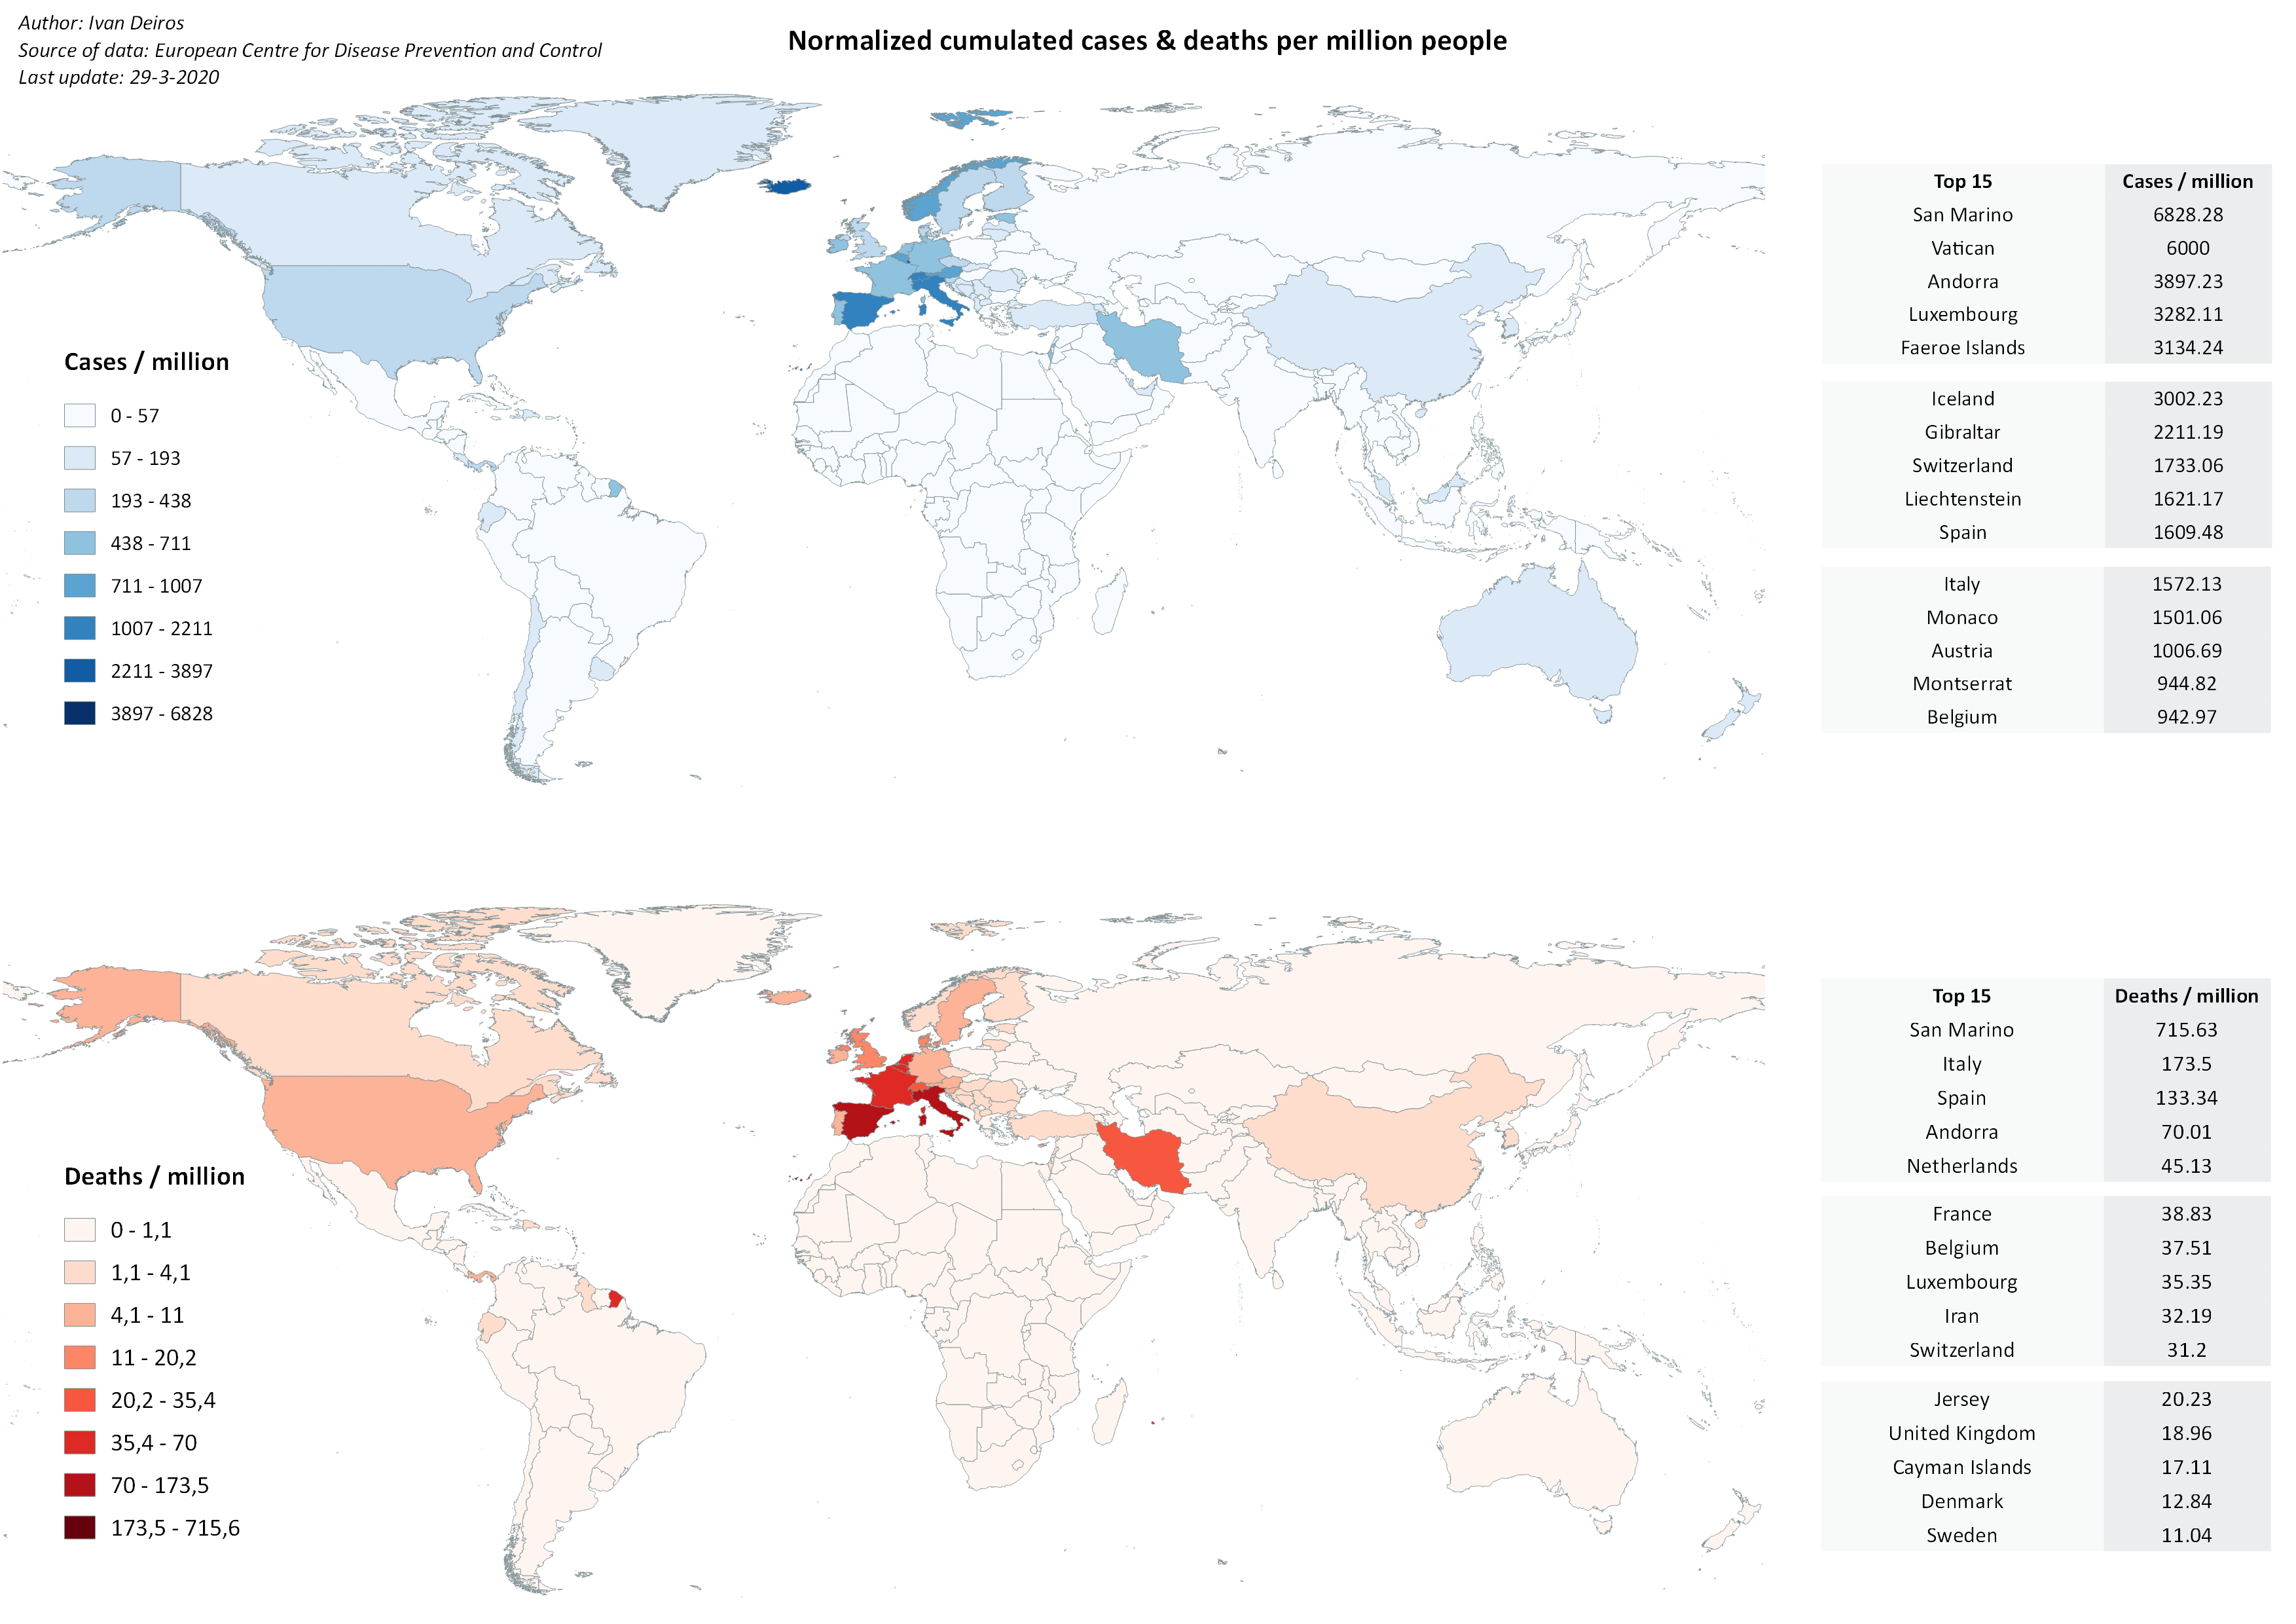 Author: Ivan Deiros
Source of data: European Centre for Disease Prevention and Control
Last update: 29-3-2020
Normalized cumulated cases & deaths per million people
Cases / million
0 - 57
57 - 193
193 - 438
438 - 711
711 - 1007
1007 - 2211
2211 - 3897
3897 - 6828
Top 15 Cases / million
San Marino 6828.28
Vatican 6000
Andorra 3897.23
Luxembourg 3282.11
Faeroe Islands 3134.24
Iceland 3002.23
Gibraltar 2211.19
Switzerland 1733.06
Liechtenstein 1621.17
Spain 1609.48
Italy 1572.13
Monaco 1501.06
Austria 1006.69
Montserrat 944.82
Belgium 942.97
Deaths / million
0 - 1,1
1,1 - 4,1
4,1 - 11
11 - 20,2
20,2 - 35,4
35,4 - 70
70 - 173,5
173,5 - 715,6
Top 15 Deaths / million
San Marino 715.63
Italy 173.5
Spain 133.34
Andorra 70.01
Netherlands 45.13
France 38.83
Belgium 37.51
Luxembourg 35.35
Iran 32.19
Switzerland 31.2
Jersey 20.23
United Kingdom 18.96
Cayman Islands 17.11
Denmark 12.84
Sweden 11.04